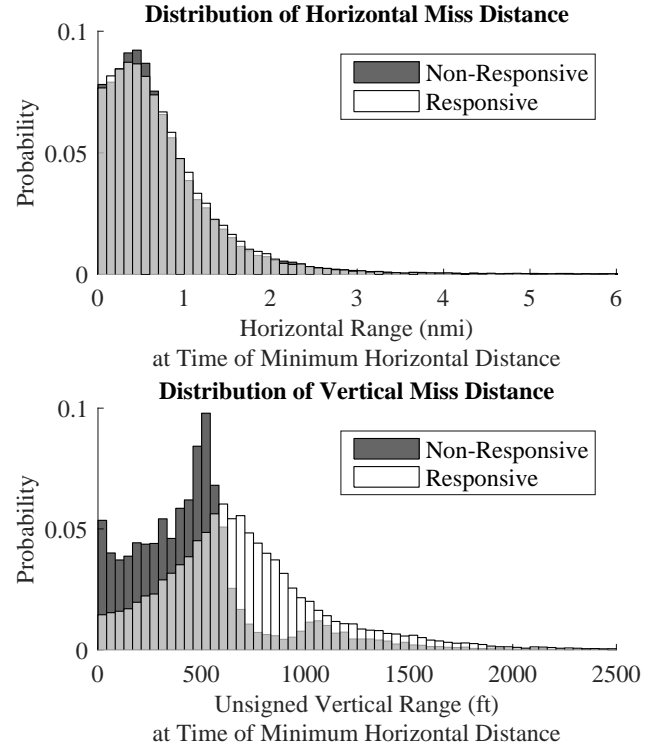 Distribution of Horizontal Miss Distance
0.1
Non-Responsive
Responsive
Probability
0.05
0
0 1 2 3 4 5 6
Horizontal Range (nmi)
at Time of Minimum Horizontal Distance
Distribution of Vertical Miss Distance
0.1
Non-Responsive
Responsive
Probability
0.05
0
0 500 1000 1500 2000 2500
Unsigned Vertical Range (ft)
at Time of Minimum Horizontal Distance